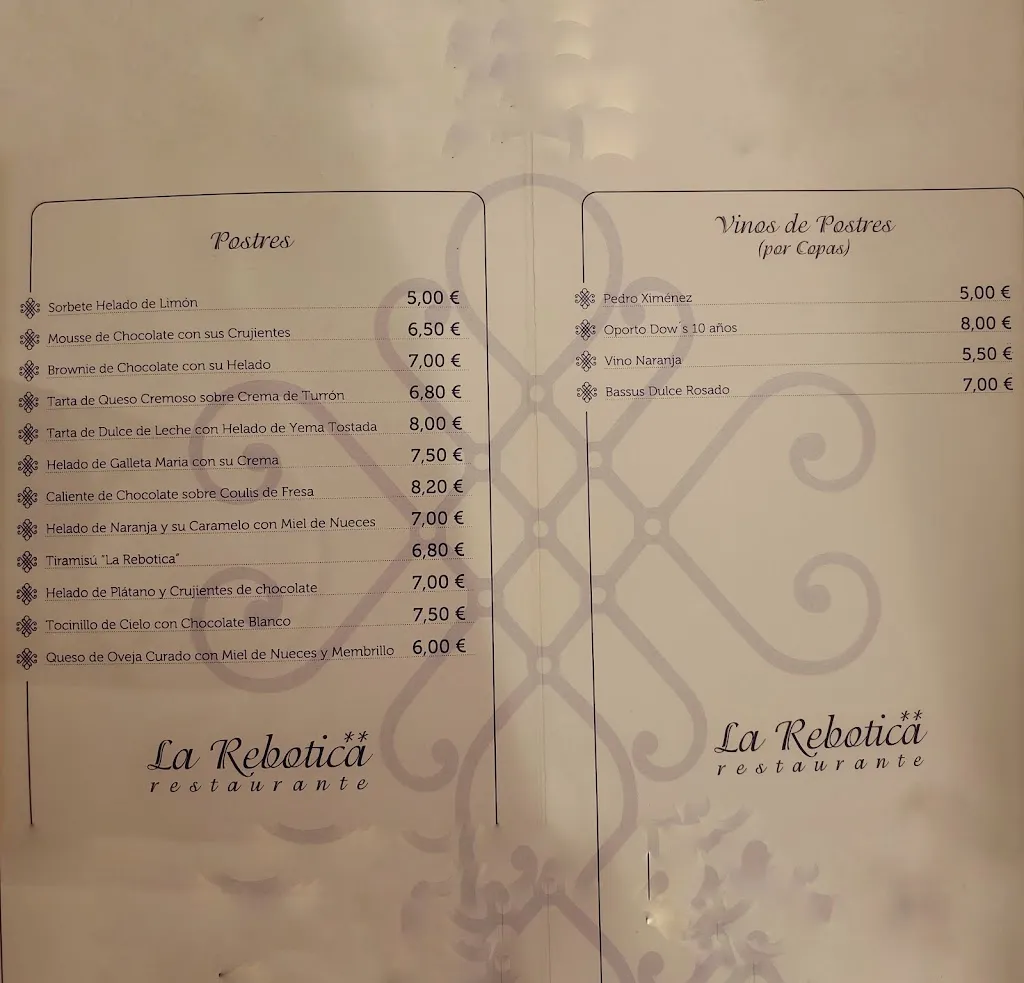 Postres
Sorbete Helado de Limón 5,00 €
Mousse de Chocolate con sus Crujientes 6,50 €
Brownie de Chocolate con su Helado 7,00 €
Tarta de Queso Cremoso sobre Crema de Turrón 6,80 €
Tarta de Dulce de Leche con Helado de Yema Tostada 8,00 €
Helado de Galleta Maria con su Crema 7,50 €
Caliente de Chocolate sobre Coulis de Fresa 8,20 €
Helado de Naranja y su Caramelo con Miel de Nueces 7,00 €
Tiramisú "La Rebotica" 6,80 €
Helado de Plátano y Crujientes de chocolate 7,00 €
Tocinillo de Cielo con Chocolate Blanco 7,50 €
Queso de Oveja Curado con Miel de Nueces y Membrillo 6,00 €
La Rebotica**
restaurante
Vinos de Postres
(por Copas)
Pedro Ximénez 5,00 €
Oporto Dow´s 10 años 8,00 €
Vino Naranja 5,50 €
Bassus Dulce Rosado 7,00 €
La Rebotica**
restaurante